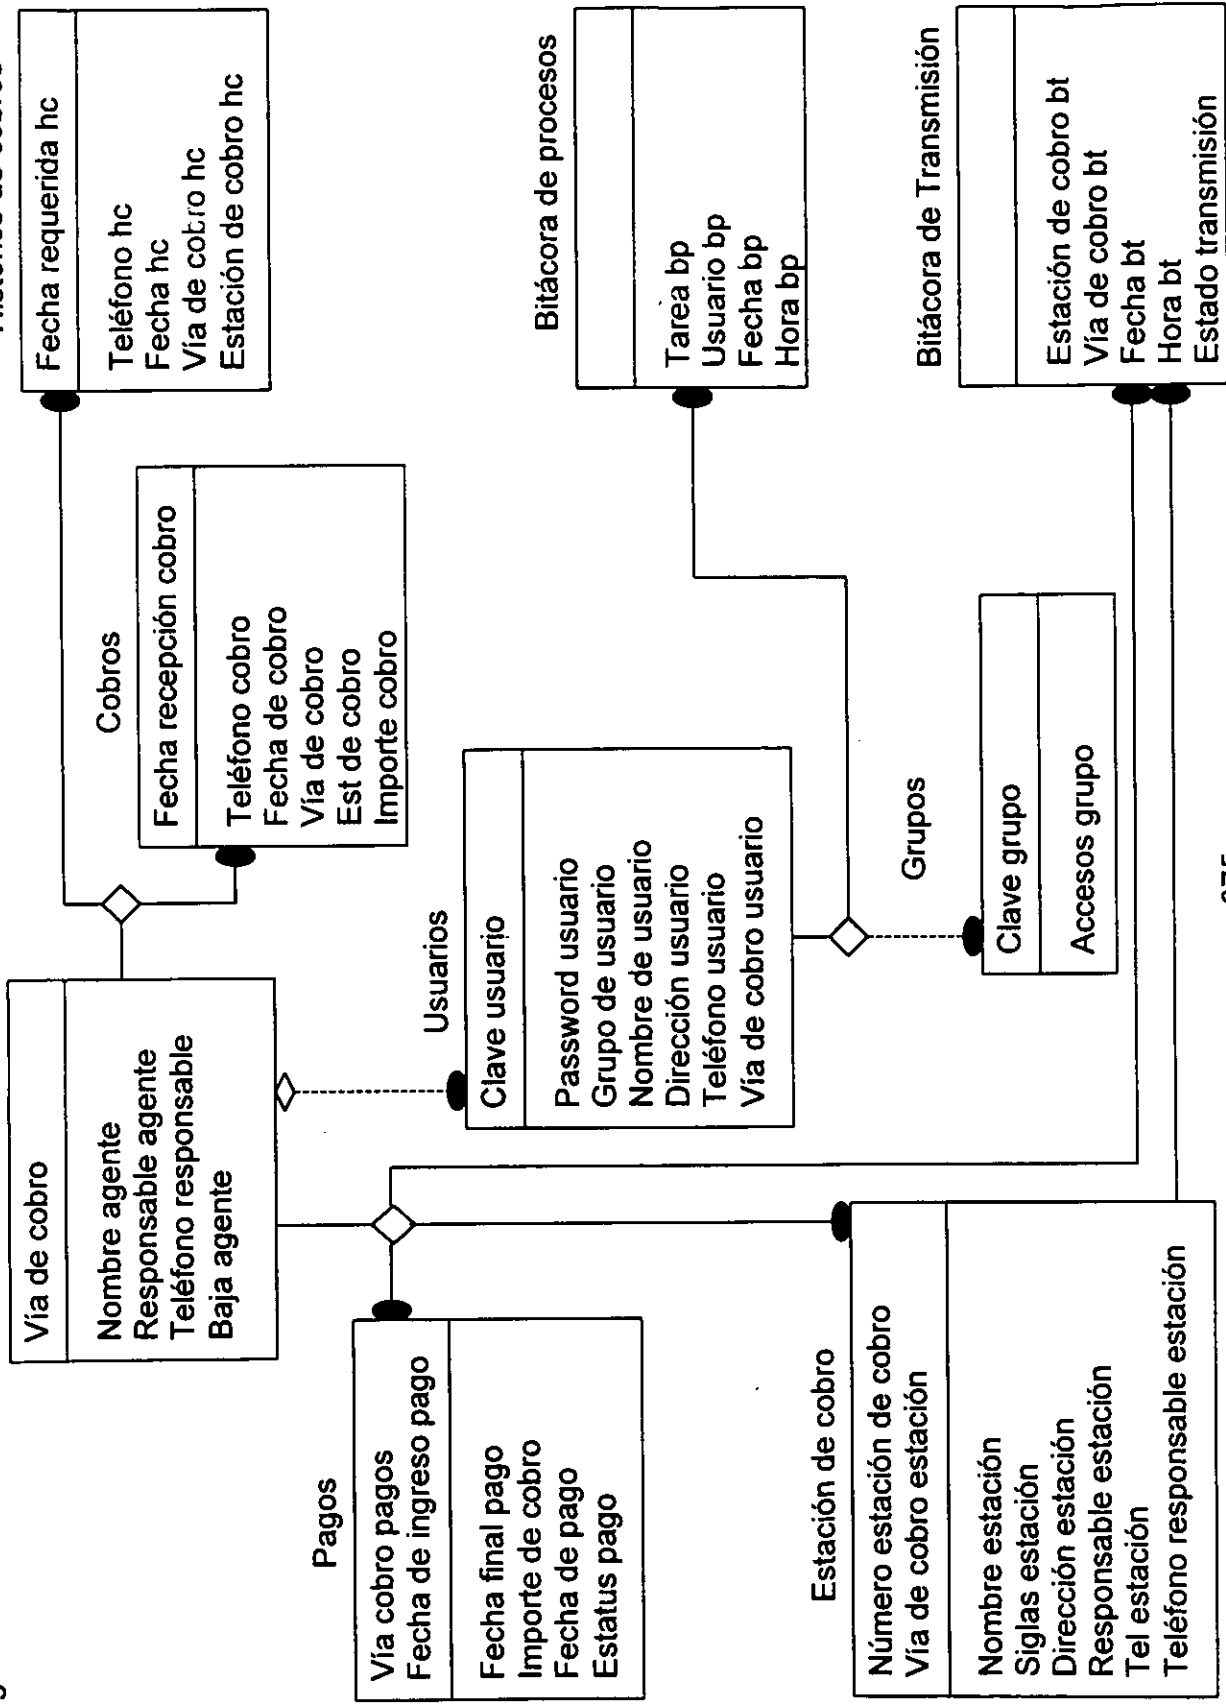 Vía de cobro
Nombre agente
Responsable agente
Teléfono responsable
Baja agente
Fecha requerida hc
Teléfono hc
Fecha hc
Vía de cobro hc
Estación de cobro hc
Cobros
Fecha recepción cobro
Teléfono cobro
Fecha de cobro
Vía de cobro
Est de cobro
Importe cobro
Pagos
Vía cobro pagos
Fecha de ingreso pago
Fecha final pago
Importe de cobro
Fecha de pago
Estatus pago
Usuarios
Clave usuario
Password usuario
Grupo de usuario
Nombre de usuario
Dirección usuario
Teléfono usuario
Vía de cobro usuario
Bitácora de procesos
Tarea bp
Usuario bp
Fecha bp
Hora bp
Estación de cobro
Número estación de cobro
Vía de cobro estación
Nombre estación
Siglas estación
Dirección estación
Responsable estación
Tel estación
Teléfono responsable estación
Grupos
Clave grupo
Accesos grupo
Bitácora de Transmisión
Estación de cobro bt
Vía de cobro bt
Fecha bt
Hora bt
Estado transmisión